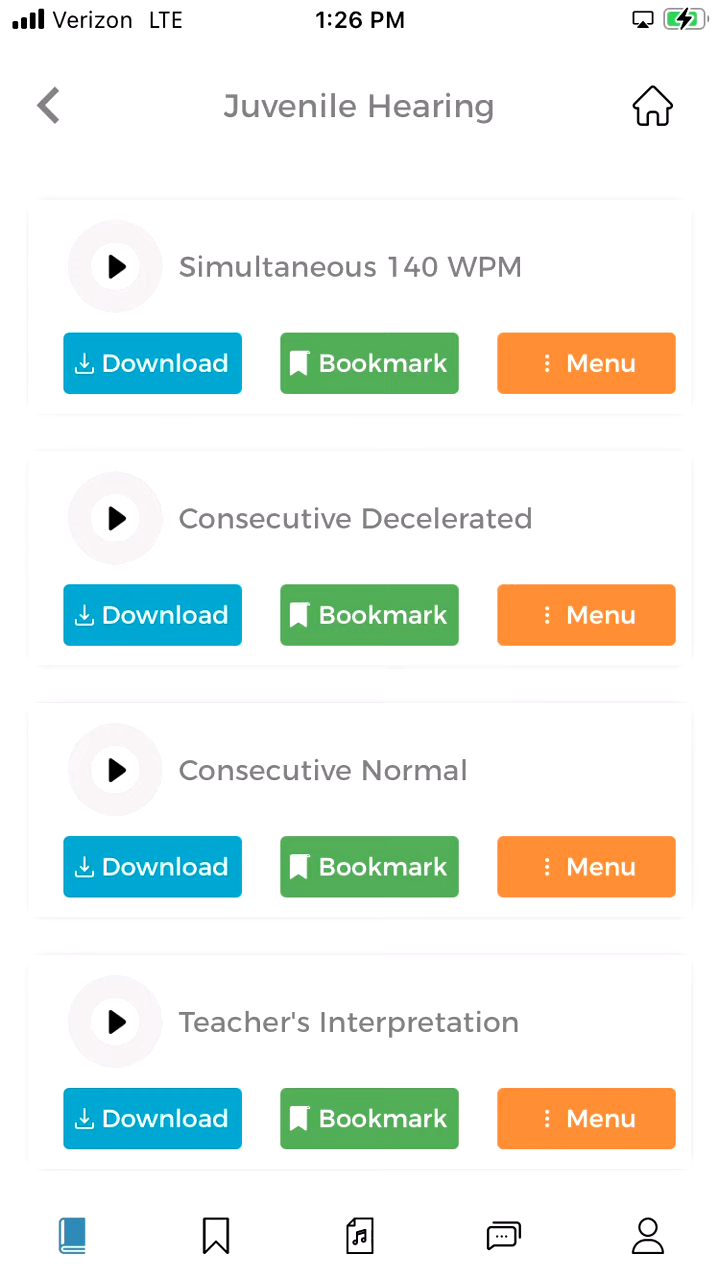 Verizon LTE 1:26 PM
Juvenile Hearing
Simultaneous 140 WPM
Download Bookmark Menu
Consecutive Decelerated
Download Bookmark Menu
Consecutive Normal
Download Bookmark Menu
Teacher's Interpretation
Download Bookmark Menu